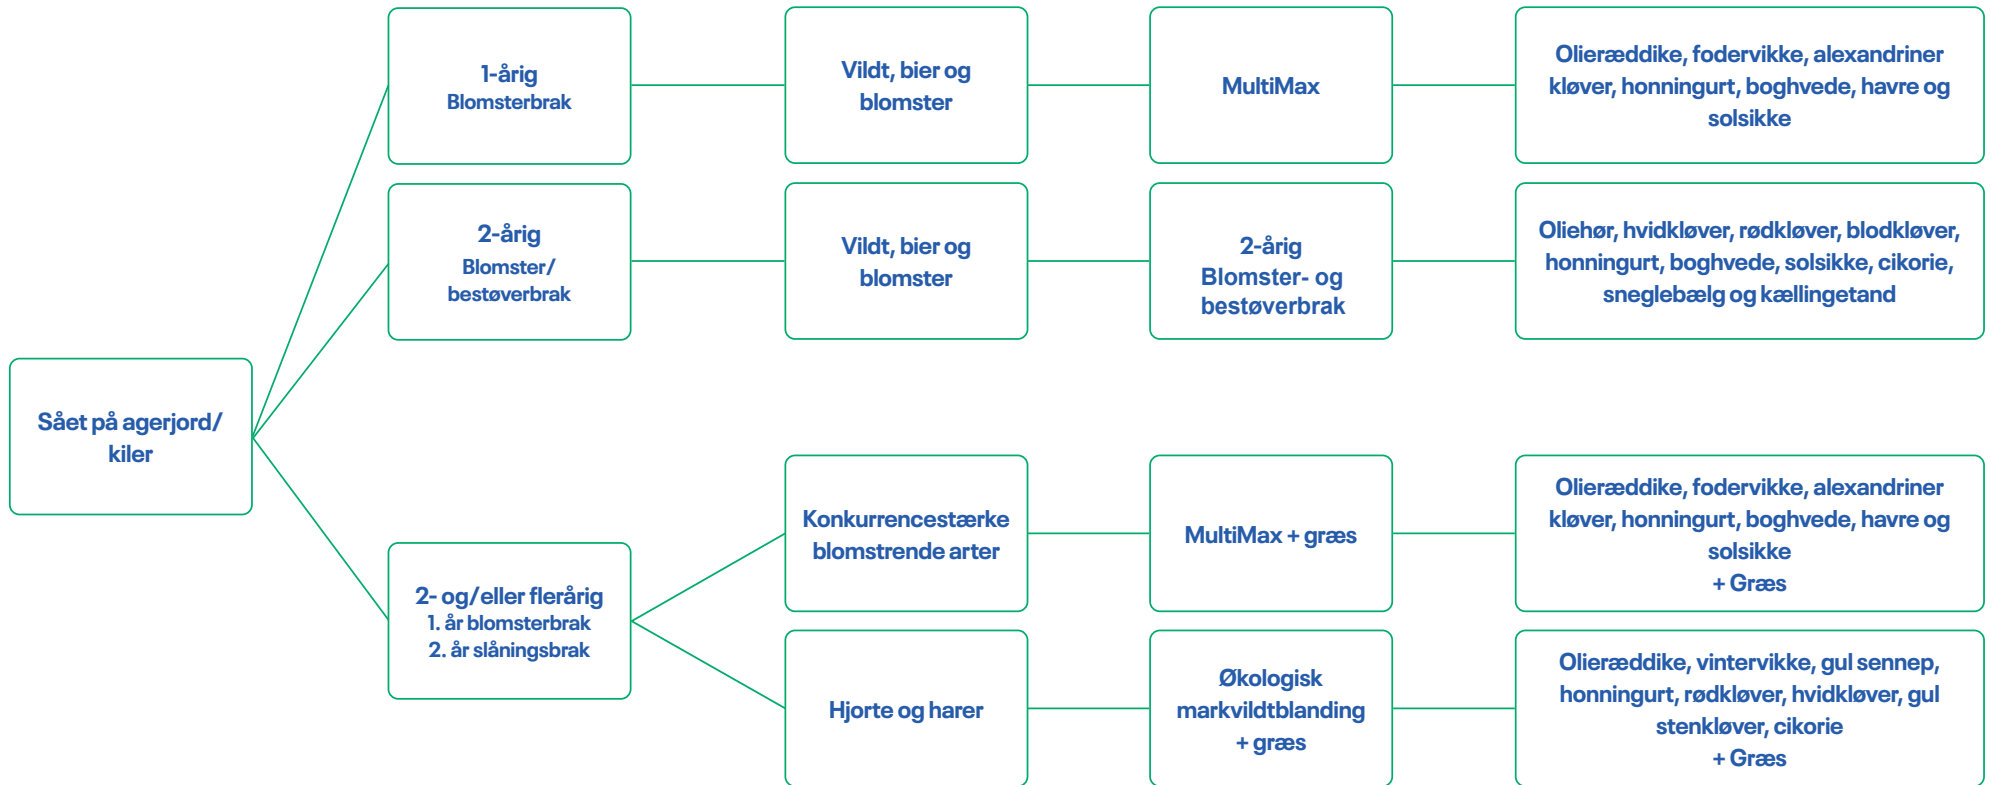 Sået på agerjord/
kiler
1-årig
Blomsterbrak
Vildt, bier og
blomster
MultiMax
Olieræddike, fodervikke, alexandriner
kløver, honningurt, boghvede, havre og
solsikke
2-årig
Blomster/
bestøverbrak
Vildt, bier og
blomster
2-årig
Blomster- og
bestøverbrak
Oliehør, hvidkløver, rødkløver, blodkløver,
honningurt, boghvede, solsikke, cikorie,
sneglebælg og kællingetand
2- og/eller flerårig
1. år blomsterbrak
2. år slåningsbrak
Konkurrencestærke
blomstrende arter
MultiMax + græs
Olieræddike, fodervikke, alexandriner
kløver, honningurt, boghvede, havre og
solsikke
+ Græs
Hjorte og harer
Økologisk
markvildtblanding
+ græs
Olieræddike, vintervikke, gul sennep,
honningurt, rødkløver, hvidkløver, gul
stenkløver, cikorie
+ Græs